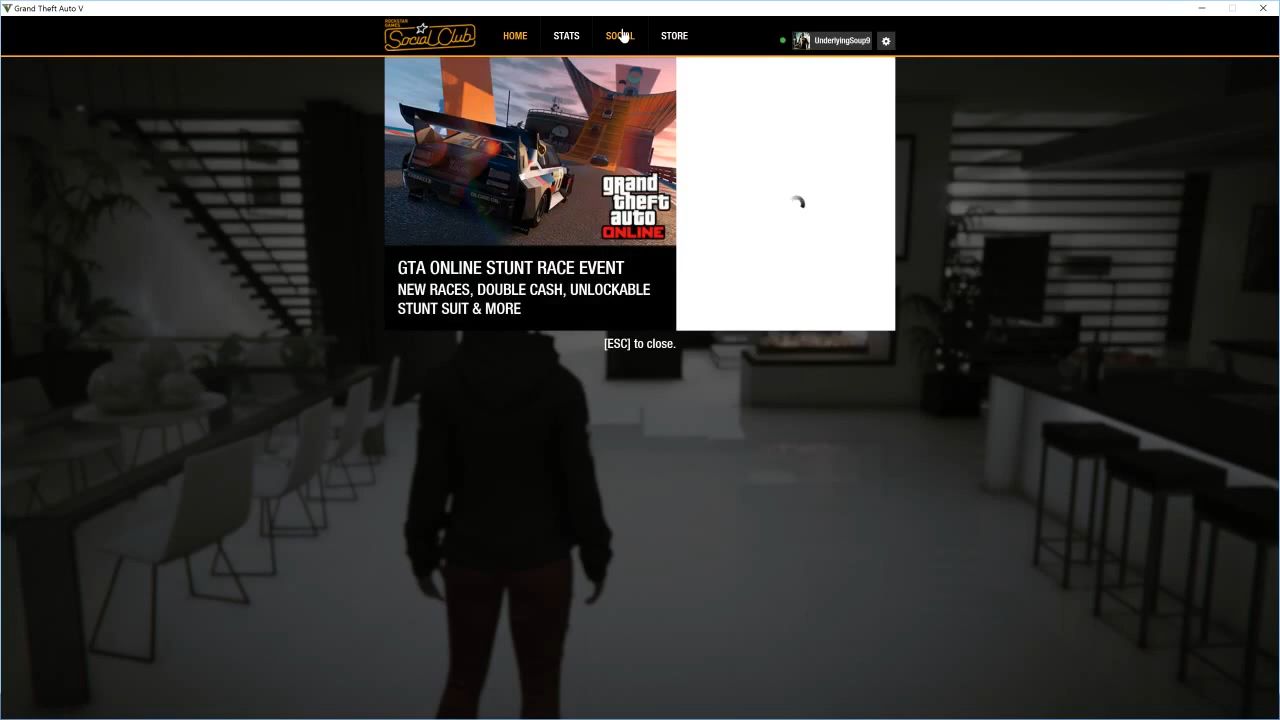 Grand Theft Auto V
ROCKSTAR
GAMES
Social Club
HOME STATS SOCIAL STORE
UnderlyingSoup9
grand
theft
auto
ONLINE
GTA ONLINE STUNT RACE EVENT
NEW RACES, DOUBLE CASH, UNLOCKABLE
STUNT SUIT & MORE
[ESC] to close.